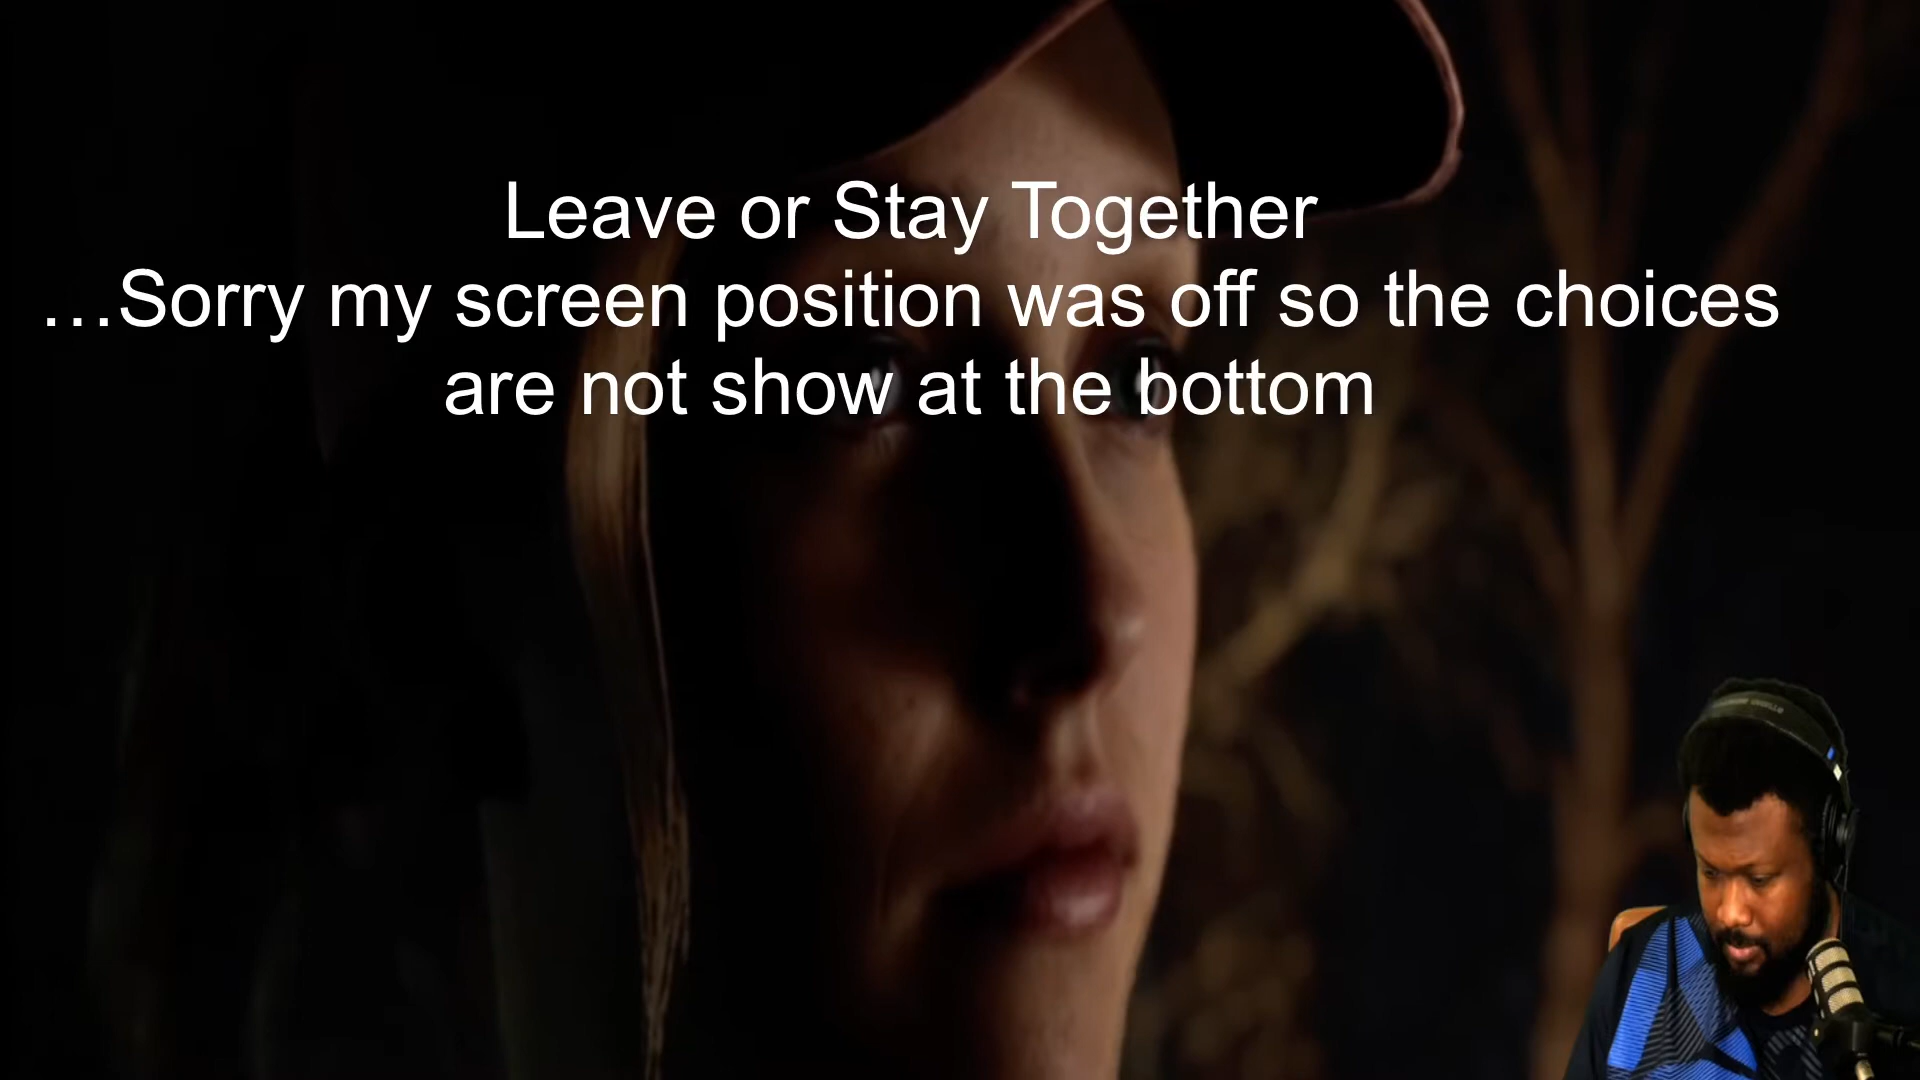 Leave or Stay Together
…Sorry my screen position was off so the choices
are not show at the bottom